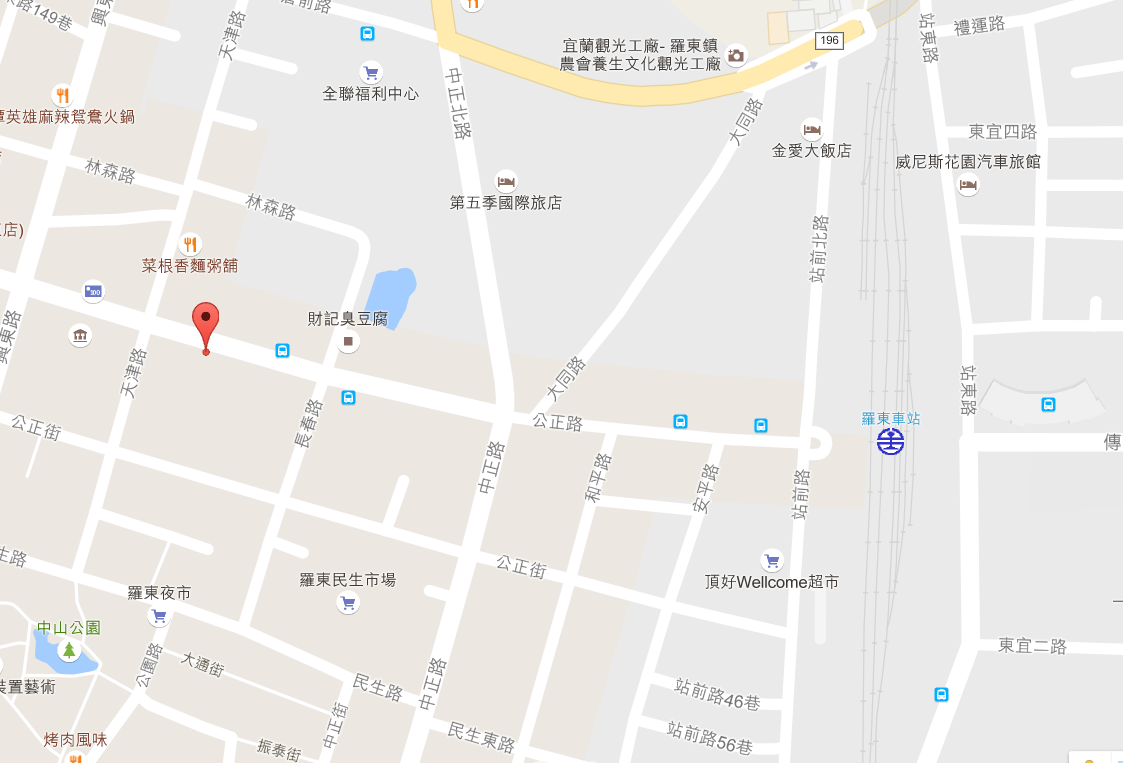 路149巷
興東
天津路
196
站東路
禮運路
宜蘭觀光工廠- 羅東鎮
農會養生文化觀光工廠
全聯福利中心
中正北路
大同路
英雄麻辣鴛鴦火鍋
金愛大飯店
東宜四路
威尼斯花園汽車旅館
林森路
林森路
第五季國際旅店
店)
菜根香麵粥舖
站前北路
興東路
財記臭豆腐
天津路
大同路
站東路
公正街
長春路
公正路
羅東車站
傳
中正路
和平路
安平路
站前路
生路
公正街
頂好Wellcome超市
羅東夜市
羅東民生市場
中山公園
公園路
大通街
東宜二路
裝置藝術
民生路
中正路
站前路46巷
中正街
烤肉風味
振泰街
民生東路
站前路56巷